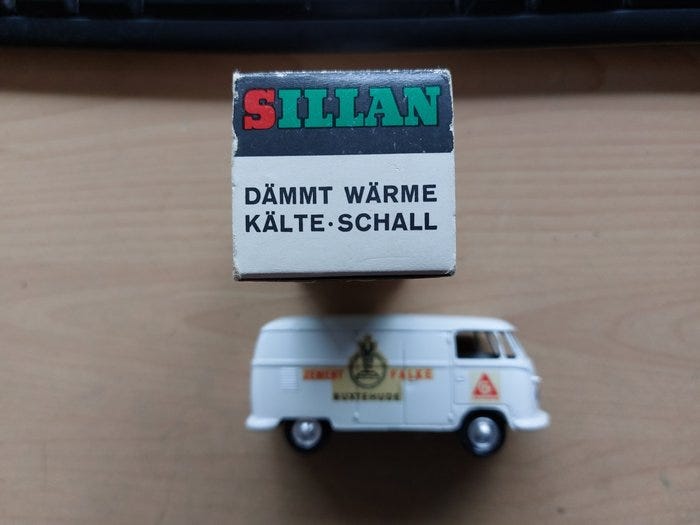 SILLAN
DÄMMT WÄRME
KÄLTE·SCHALL
ZEMENT FALKE
BUXTEHUDE